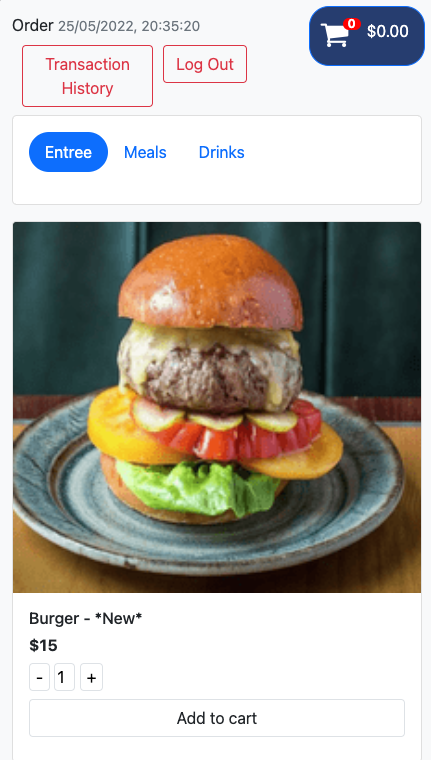 Order 25/05/2022, 20:35:20
0 $0.00
Transaction
History
Log Out
Entree Meals Drinks
Burger - *New*
$15
- 1 +
Add to cart